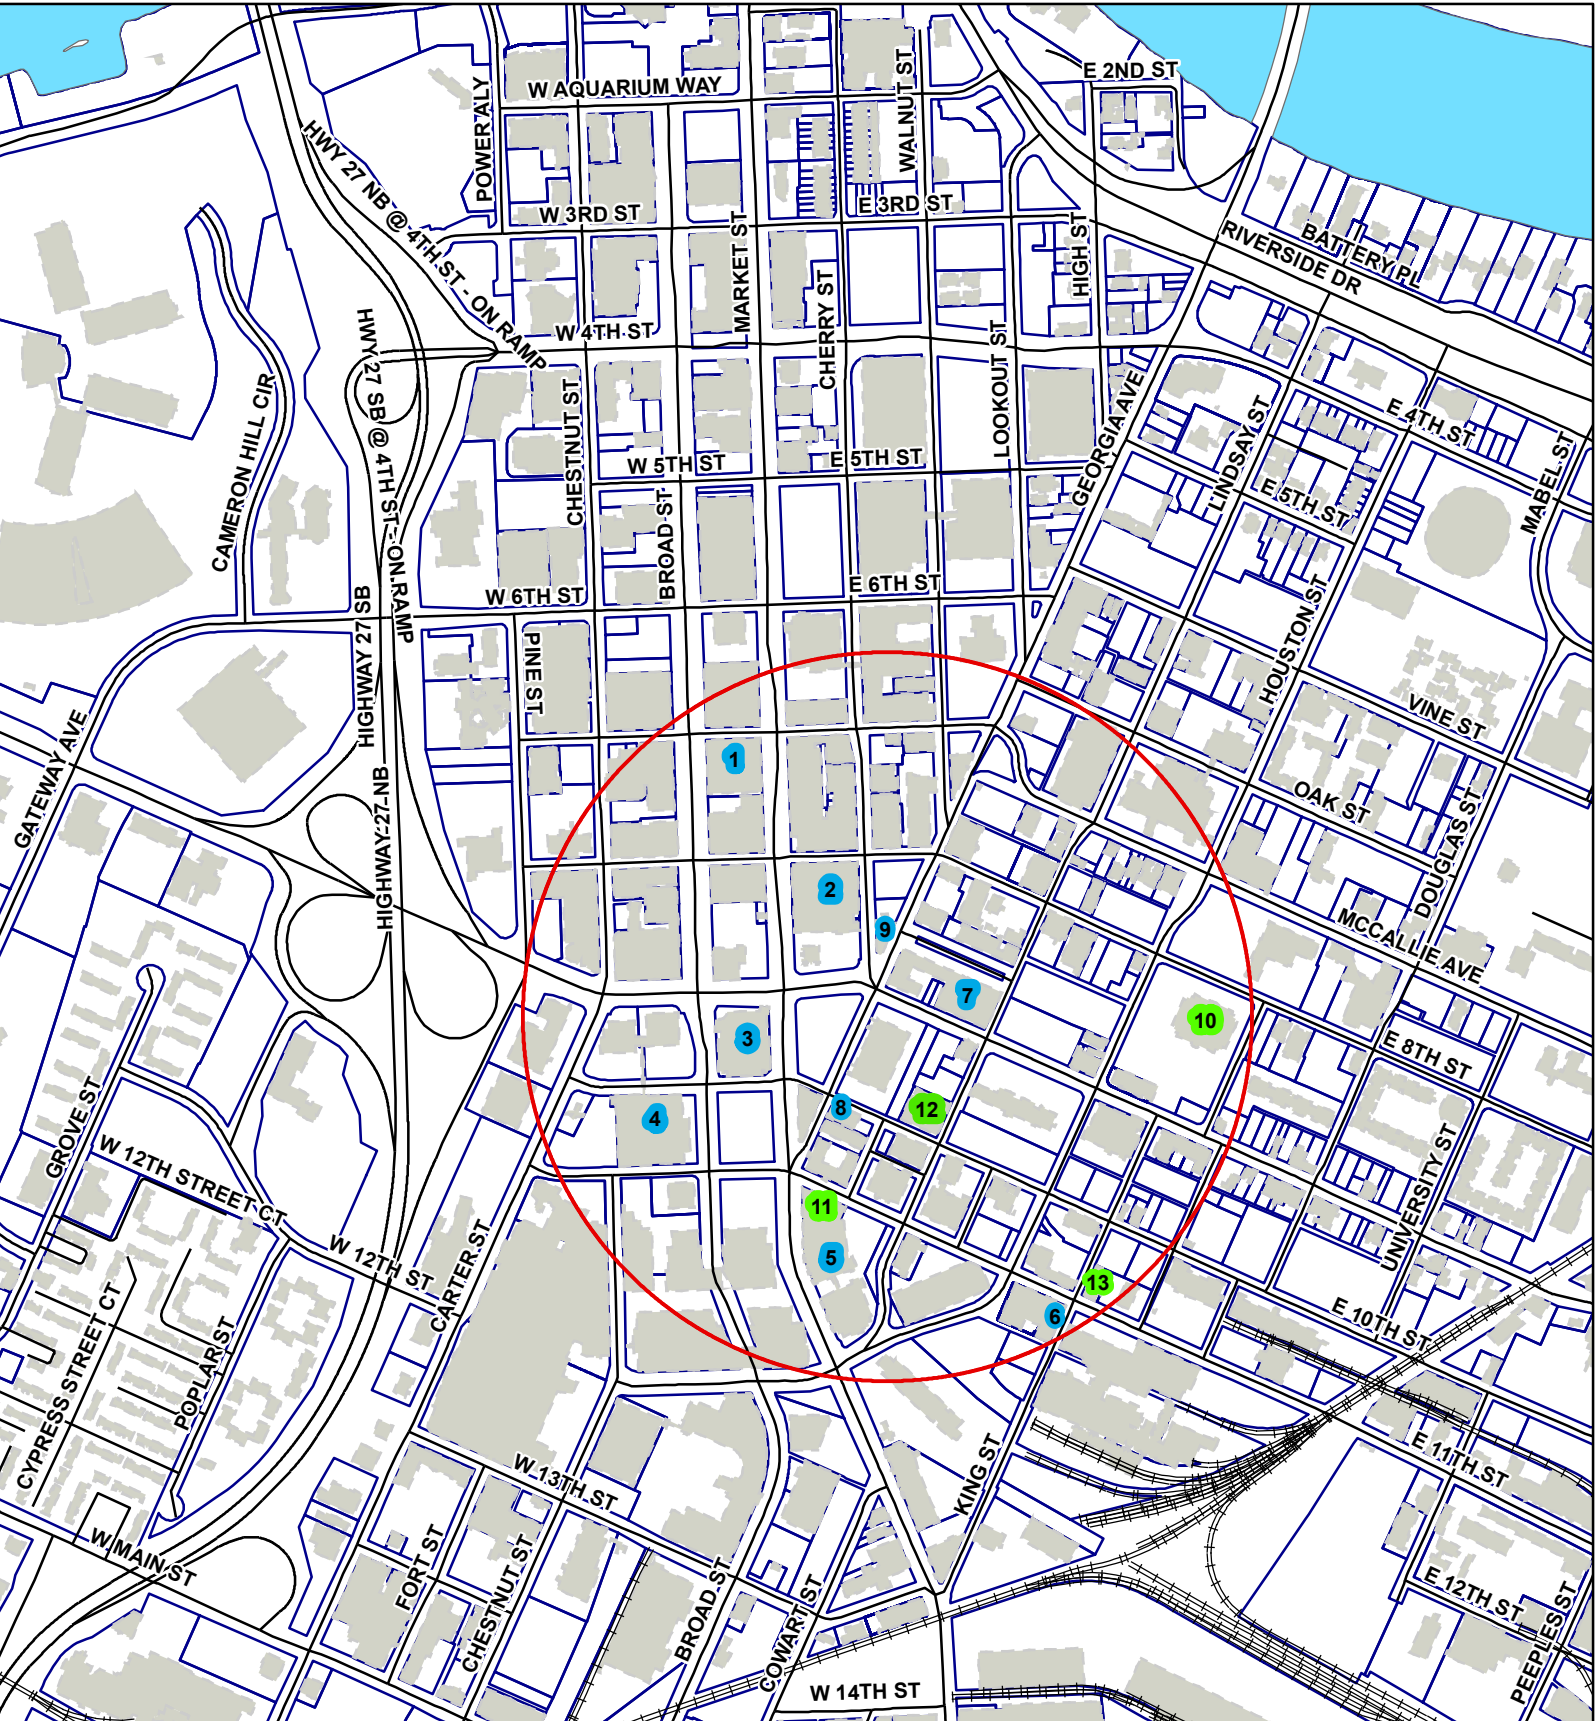 E 2ND ST
W AQUARIUM WAY
POWER ALY
WALNUT ST
HWY 27 NB @ 4TH ST - ON RAMP
W 3RD ST
E 3RD ST
MARKET ST
HIGH ST
BATTERY PL
RIVERSIDE DR
CHERRY ST
W 4TH ST
HWY 27 SB @ 4TH ST - ON RAMP
LOOKOUT ST
CAMERON HILL CIR
CHESTNUT ST
GEORGIA AVE
LINDSAY ST
E 4TH ST
MABEL ST
W 5TH ST
E 5TH ST
E 5TH ST
BROAD ST
W 6TH ST
E 6TH ST
HIGHWAY 27 SB
PINE ST
HOUSTON ST
VINE ST
GATEWAY AVE
HIGHWAY 27 NB
1
OAK ST
DOUGLAS ST
2
9
MCCALLIE AVE
7
10
3
E 8TH ST
4
8
12
GROVE ST
W 12TH STREET CT
UNIVERSITY ST
11
W 12TH ST
CARTER ST
5
13
6
E 10TH ST
CYPRESS STREET CT
POPLAR ST
W 13TH ST
KING ST
E 11TH ST
W MAIN ST
FORT ST
CHESTNUT ST
BROAD ST
COWART ST
E 12TH ST
PEEPLES ST
W 14TH ST